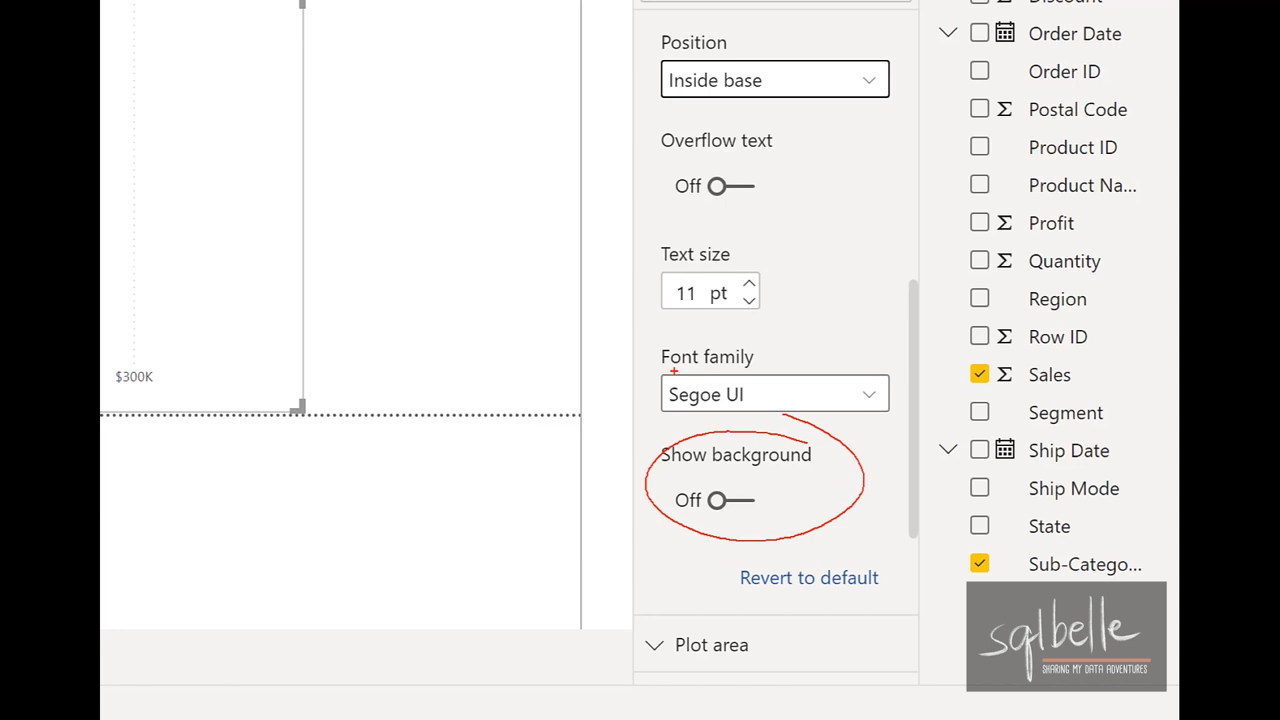 $300K
Position
Inside base
Overflow text
Off
Text size
11 pt
Font family
Segoe UI
Show background
Off
Revert to default
Plot area
Discount
Order Date
Order ID
Postal Code
Product ID
Product Na...
Profit
Quantity
Region
Row ID
Sales
Segment
Ship Date
Ship Mode
State
Sub-Catego...
sqlbelle
SHARING MY DATA ADVENTURES